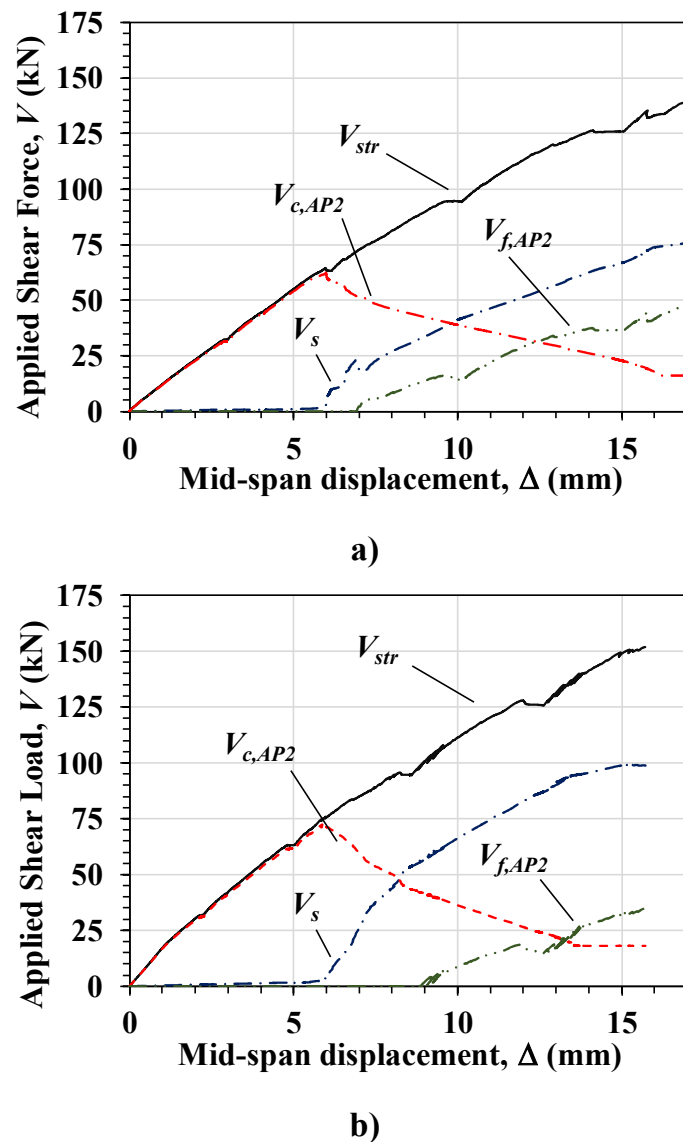 175
150
125
100
75
50
25
0
Applied Shear Force, V (kN)
V_str
V_c,AP2
V_f,AP2
V_s
0 5 10 15
Mid-span displacement, Δ (mm)
a)
175
150
125
100
75
50
25
0
Applied Shear Load, V (kN)
V_str
V_c,AP2
V_f,AP2
V_s
0 5 10 15
Mid-span displacement, Δ (mm)
b)